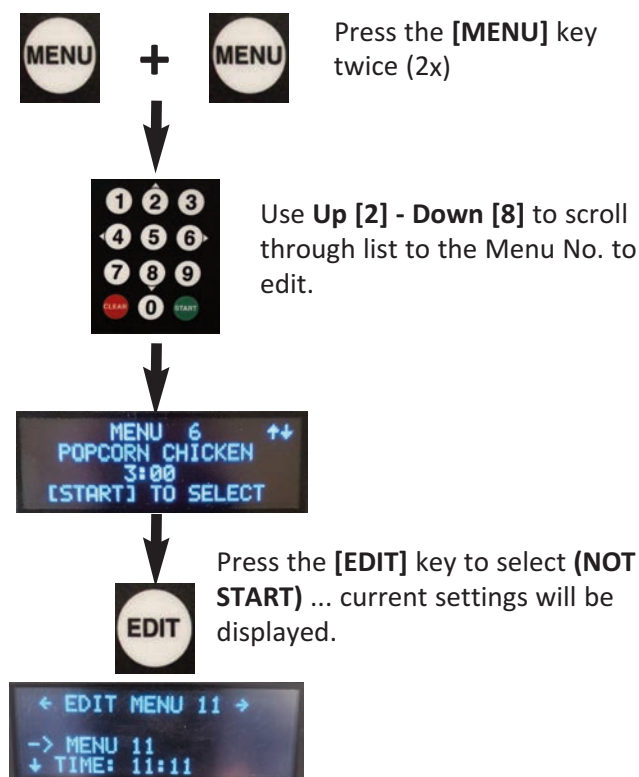 MENU + MENU
Press the [MENU] key
twice (2x)
1 2 3
4 5 6
7 8 9
CLEAR 0 START
Use Up [2] - Down [8] to scroll
through list to the Menu No. to
edit.
MENU 6 ↑↓
POPCORN CHICKEN
3:00
[START] TO SELECT
Press the [EDIT] key to select (NOT
START) ... current settings will be
displayed.
EDIT
← EDIT MENU 11 →
-> MENU 11
↓ TIME: 11:11